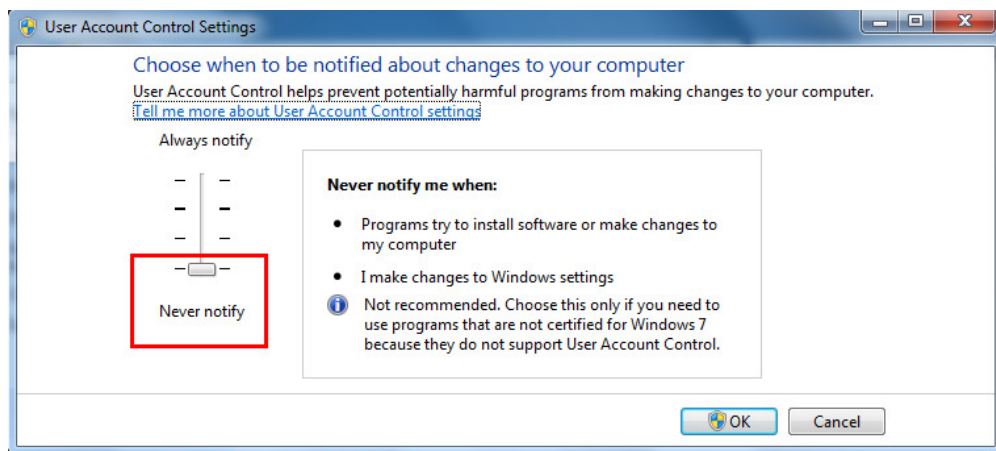 User Account Control Settings
Choose when to be notified about changes to your computer
User Account Control helps prevent potentially harmful programs from making changes to your computer.
Tell me more about User Account Control settings
Always notify
Never notify
Never notify me when:
Programs try to install software or make changes to
my computer
I make changes to Windows settings
Not recommended. Choose this only if you need to
use programs that are not certified for Windows 7
because they do not support User Account Control.
OK
Cancel